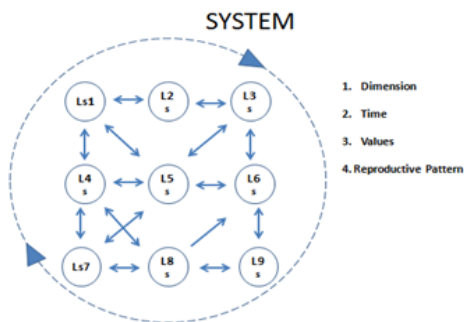 SYSTEM
Ls1
L2
s
L3
s
L4
s
L5
s
L6
s
Ls7
L8
s
L9
s
1. Dimension
2. Time
3. Values
4. Reproductive Pattern